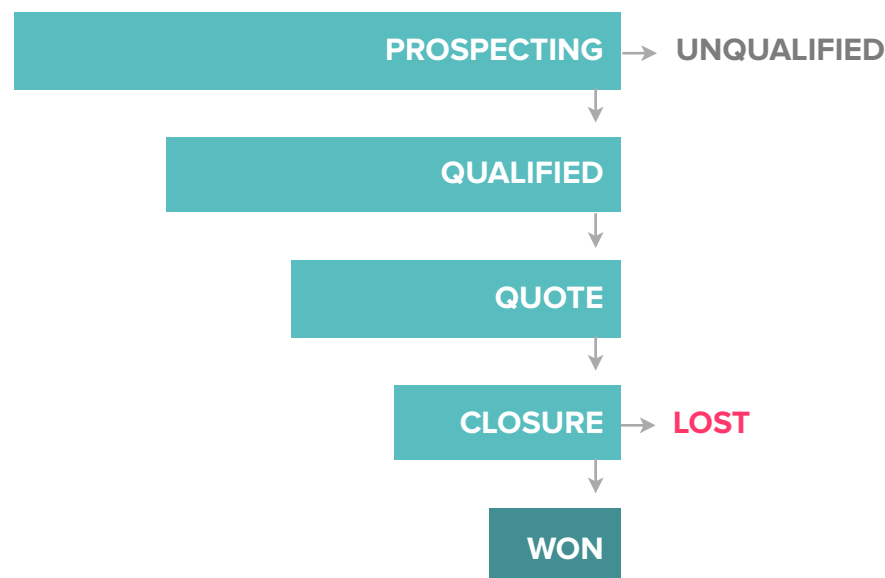 PROSPECTING
UNQUALIFIED
QUALIFIED
QUOTE
CLOSURE
LOST
WON